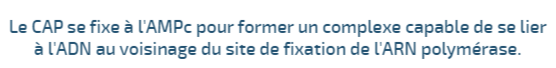 Le CAP se fixe à l'AMPc pour former un complexe capable de se lier
à l'ADN au voisinage du site de fixation de l'ARN polymérase.